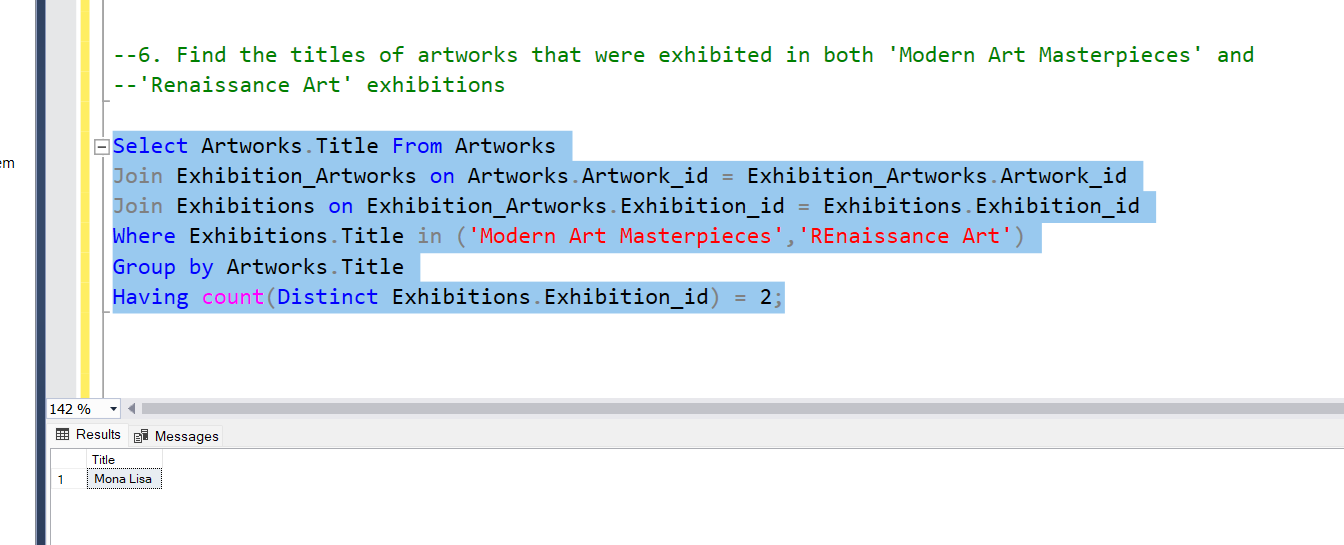 --6. Find the titles of artworks that were exhibited in both 'Modern Art Masterpieces' and
--'Renaissance Art' exhibitions
em
Select Artworks.Title From Artworks
Join Exhibition_Artworks on Artworks.Artwork_id = Exhibition_Artworks.Artwork_id
Join Exhibitions on Exhibition_Artworks.Exhibition_id = Exhibitions.Exhibition_id
Where Exhibitions.Title in ('Modern Art Masterpieces','REnaissance Art')
Group by Artworks.Title
Having count(Distinct Exhibitions.Exhibition_id) = 2;
142 %
Results Messages
Title
1 Mona Lisa